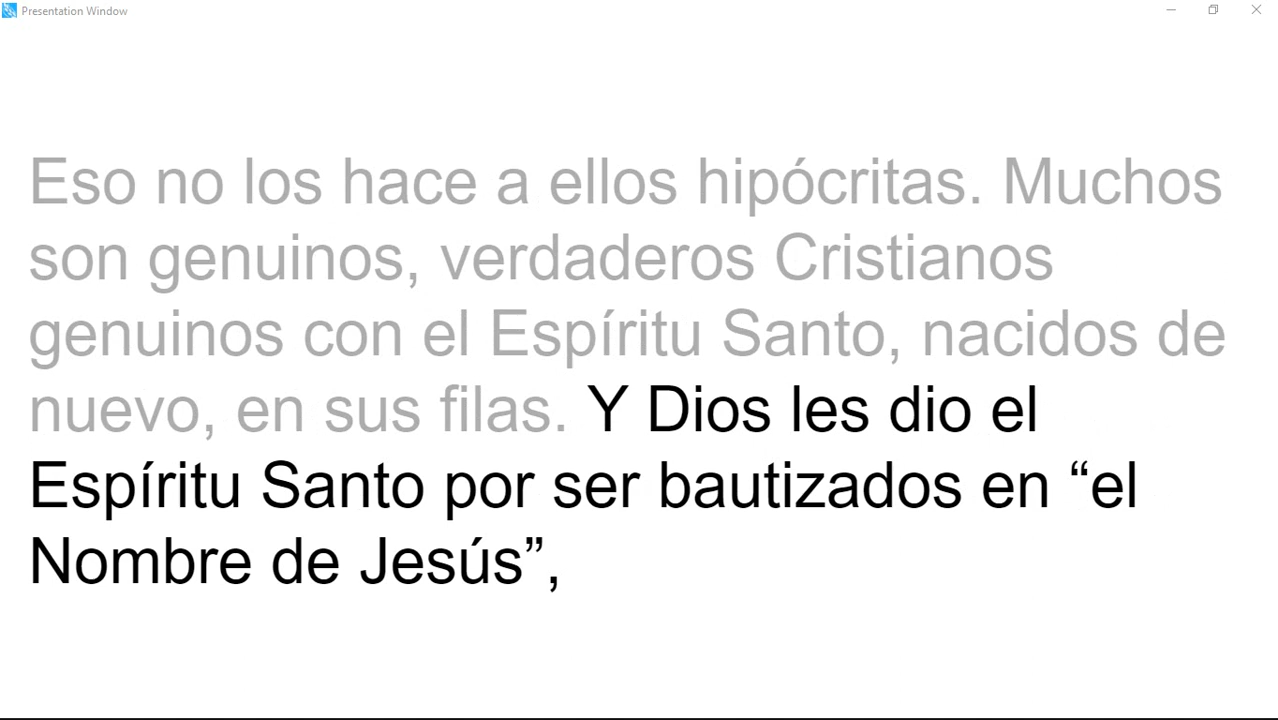 Presentation Window
Eso no los hace a ellos hipócritas. Muchos
son genuinos, verdaderos Cristianos
genuinos con el Espíritu Santo, nacidos de
nuevo, en sus filas. Y Dios les dio el
Espíritu Santo por ser bautizados en “el
Nombre de Jesús”,